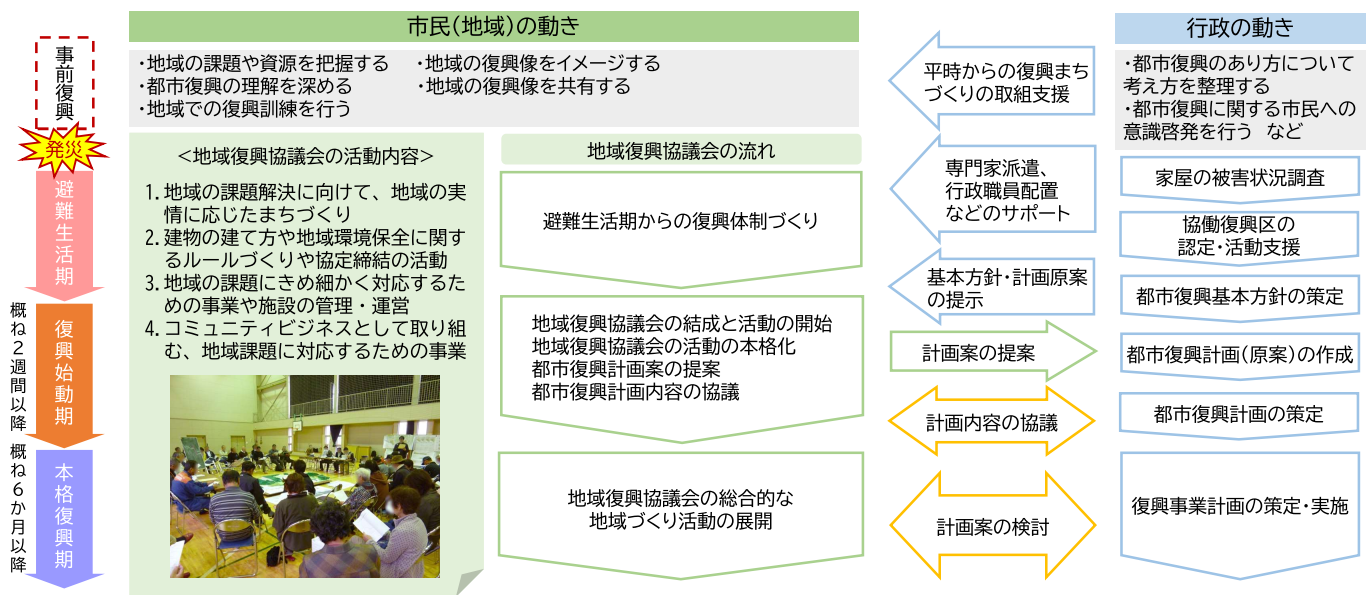 市民(地域)の動き
行政の動き
事前復興
・地域の課題や資源を把握する
・都市復興の理解を深める
・地域での復興訓練を行う
・地域の復興像をイメージする
・地域の復興像を共有する
平時からの復興まち
づくりの取組支援
・都市復興のあり方について
考え方を整理する
・都市復興に関する市民への
意識啓発を行う など
発災
避難生活期
概ね2週間以降
復興始動期
概ね6か月以降
本格復興期
<地域復興協議会の活動内容>
1.地域の課題解決に向けて、地域の実
情に応じたまちづくり
2.建物の建て方や地域環境保全に関す
るルールづくりや協定締結の活動
3.地域の課題にきめ細かく対応するた
めの事業や施設の管理・運営
4.コミュニティビジネスとして取り組
む、地域課題に対応するための事業
地域復興協議会の流れ
避難生活期からの復興体制づくり
地域復興協議会の結成と活動の開始
地域復興協議会の活動の本格化
都市復興計画案の提案
都市復興計画内容の協議
地域復興協議会の総合的な
地域づくり活動の展開
専門家派遣、
行政職員配置
などのサポート
基本方針・計画原案
の提示
計画案の提案
計画内容の協議
計画案の検討
家屋の被害状況調査
協働復興区の
認定・活動支援
都市復興基本方針の策定
都市復興計画(原案)の作成
都市復興計画の策定
復興事業計画の策定・実施